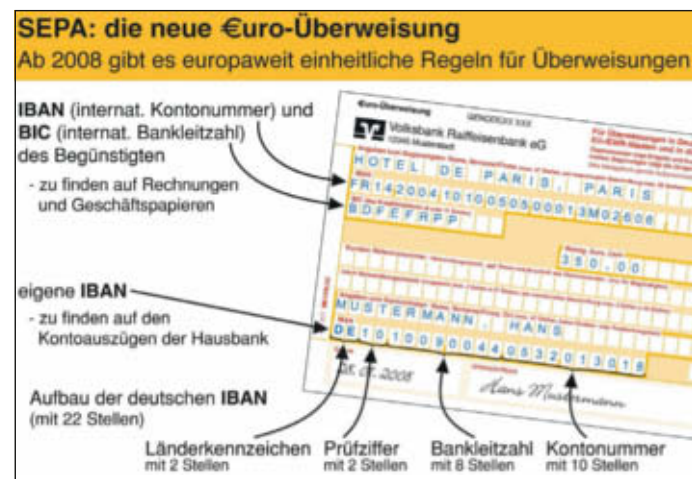 SEPA: die neue €uro-Überweisung
Ab 2008 gibt es europaweit einheitliche Regeln für Überweisungen
IBAN (internat. Kontonummer) und
BIC (internat. Bankleitzahl)
des Begünstigten
- zu finden auf Rechnungen
und Geschäftspapieren
eigene IBAN
- zu finden auf den
Kontoauszügen der Hausbank
Aufbau der deutschen IBAN
(mit 22 Stellen)
€uro-Überweisung
Volksbank Raiffeisenbank eG
HOTEL DE PARIS, PARIS
FR1420041010050500013M02606
BDFEFRPP
350,00
MUSTERMANN, HANS
DE10100900440532013018
2008
Hans Mustermann
Länderkennzeichen
mit 2 Stellen
Prüfziffer
mit 2 Stellen
Bankleitzahl
mit 8 Stellen
Kontonummer
mit 10 Stellen